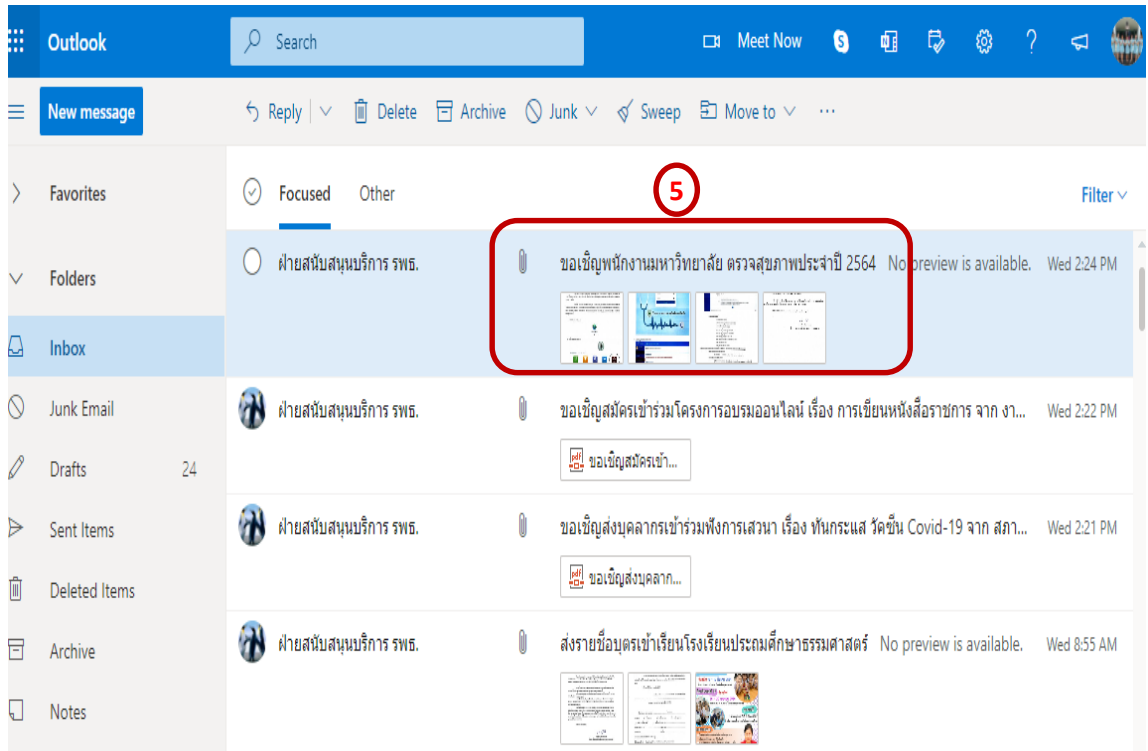 Outlook
Search
Meet Now
New message
Reply
Delete
Archive
Junk
Sweep
Move to
Favorites
Focused
Other
5
Filter
Folders
ฝ่ายสนับสนุนบริการ รพธ.
ขอเชิญพนักงานมหาวิทยาลัย ตรวจสุขภาพประจำปี 2564 No preview is available. Wed 2:24 PM
Inbox
Junk Email
ฝ่ายสนับสนุนบริการ รพธ.
ขอเชิญสมัครเข้าร่วมโครงการอบรมออนไลน์ เรื่อง การเขียนหนังสือราชการ จาก งา... Wed 2:22 PM
pdf ขอเชิญสมัครเข้า...
Drafts 24
Sent Items
ฝ่ายสนับสนุนบริการ รพธ.
ขอเชิญส่งบุคลากรเข้าร่วมฟังการเสวนา เรื่อง ทันกระแส วัคซีน Covid-19 จาก สภา... Wed 2:21 PM
pdf ขอเชิญส่งบุคลาก...
Deleted Items
Archive
ฝ่ายสนับสนุนบริการ รพธ.
ส่งรายชื่อบุตรเข้าเรียนโรงเรียนประถมศึกษาธรรมศาสตร์ No preview is available. Wed 8:55 AM
Notes